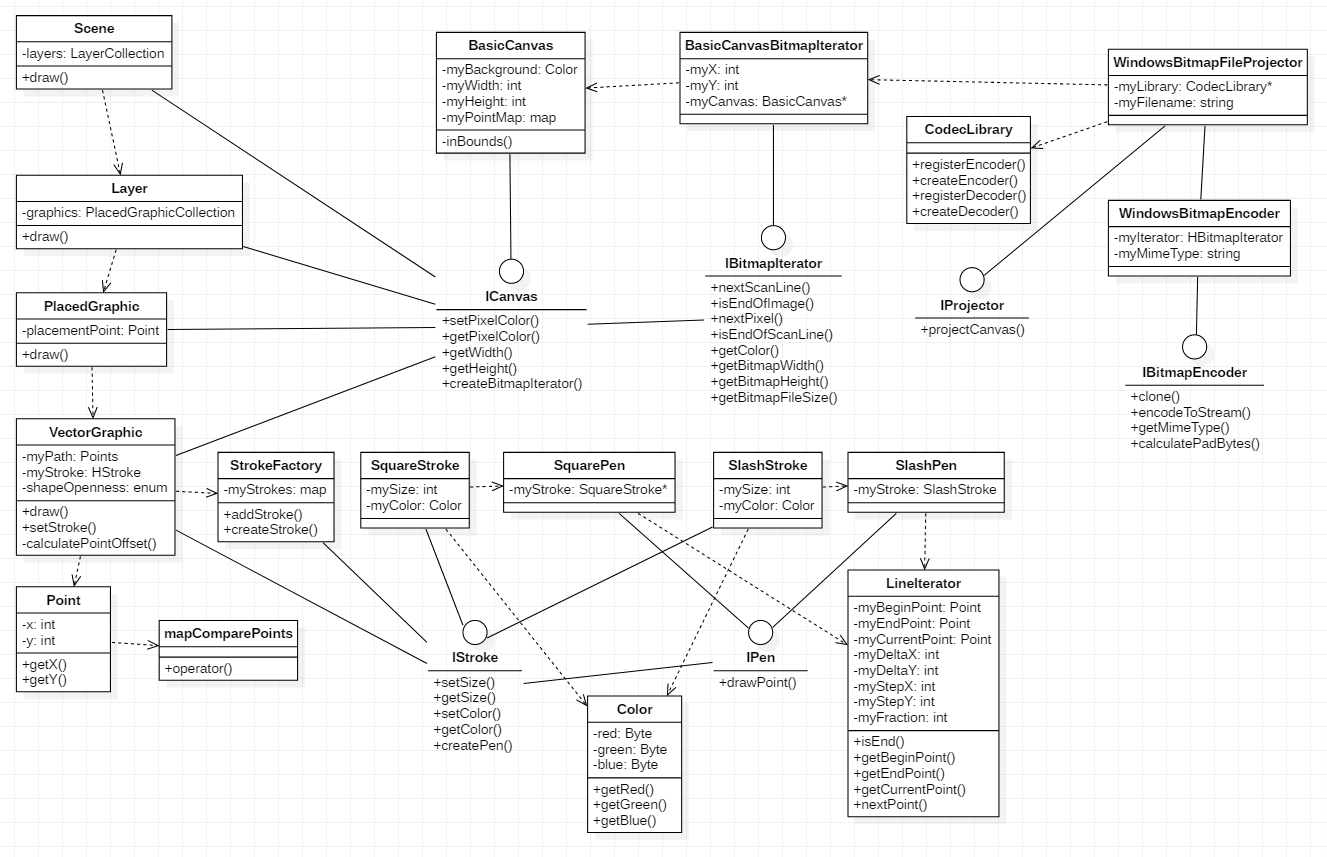 Scene
-layers: LayerCollection
+draw()
BasicCanvas
-myBackground: Color
-myWidth: int
-myHeight: int
-myPointMap: map
-inBounds()
BasicCanvasBitmapIterator
-myX: int
-myY: int
-myCanvas: BasicCanvas*
WindowsBitmapFileProjector
-myLibrary: CodecLibrary*
-myFilename: string
CodecLibrary
+registerEncoder()
+createEncoder()
+registerDecoder()
+createDecoder()
Layer
-graphics: PlacedGraphicCollection
+draw()
WindowsBitmapEncoder
-myIterator: HBitmapIterator
-myMimeType: string
PlacedGraphic
-placementPoint: Point
+draw()
ICanvas
+setPixelColor()
+getPixelColor()
+getWidth()
+getHeight()
+createBitmapIterator()
IBitmapIterator
+nextScanLine()
+isEndOfImage()
+nextPixel()
+isEndOfScanLine()
+getColor()
+getBitmapWidth()
+getBitmapHeight()
+getBitmapFileSize()
IProjector
+projectCanvas()
IBitmapEncoder
+clone()
+encodeToStream()
+getMimeType()
+calculatePadBytes()
VectorGraphic
-myPath: Points
-myStroke: HStroke
-shapeOpenness: enum
+draw()
+setStroke()
-calculatePointOffset()
StrokeFactory
-myStrokes: map
+addStroke()
+createStroke()
SquareStroke
-mySize: int
-myColor: Color
SquarePen
-myStroke: SquareStroke*
SlashStroke
-mySize: int
-myColor: Color
SlashPen
-myStroke: SlashStroke
Point
-x: int
-y: int
+getX()
+getY()
mapComparePoints
+operator()
IStroke
+setSize()
+getSize()
+setColor()
+getColor()
+createPen()
IPen
+drawPoint()
LineIterator
-myBeginPoint: Point
-myEndPoint: Point
-myCurrentPoint: Point
-myDeltaX: int
-myDeltaY: int
-myStepX: int
-myStepY: int
-myFraction: int
+isEnd()
+getBeginPoint()
+getEndPoint()
+getCurrentPoint()
+nextPoint()
Color
-red: Byte
-green: Byte
-blue: Byte
+getRed()
+getGreen()
+getBlue()